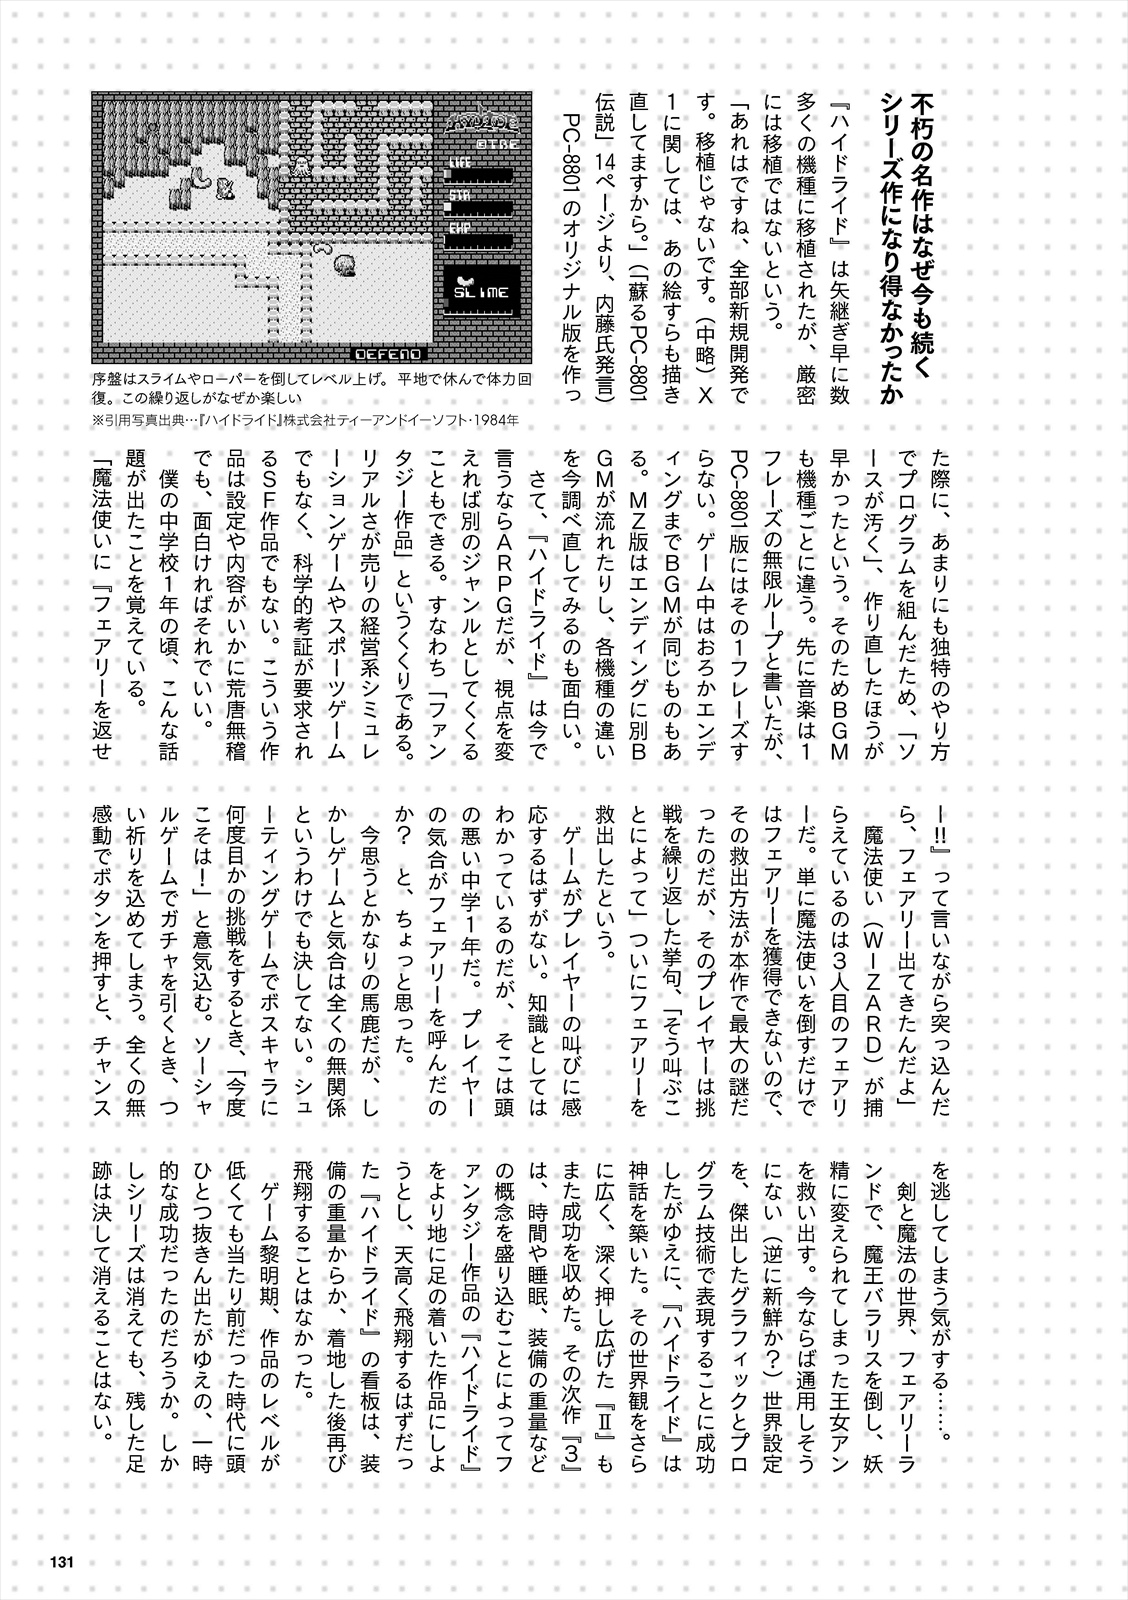 不朽の名作はなぜ今も続く
シリーズ作になり得なかったか
『ハイドライド』は矢継ぎ早に数
多くの機種に移植されたが、厳密
には移植ではないという。
「あれはですね、全部新規開発で
す。移植じゃないです。（中略）X
1に関しては、あの絵すらも描き
直してますから。」（「蘇るPC-8801
伝説」14ページより、内藤氏発言）
PC-8801のオリジナル版を作っ
HYDLIDE
©T&E
LIFE
STR
EXP
SLIME
DEFEND
序盤はスライムやローパーを倒してレベル上げ。平地で休んで体力回
復。この繰り返しがなぜか楽しい
※引用写真出典…『ハイドライド』株式会社ティーアンドイーソフト・1984年
た際に、あまりにも独特のやり方
でプログラムを組んだため、「ソ
ースが汚く」、作り直したほうが
早かったという。そのためBGM
も機種ごとに違う。先に音楽は1
フレーズの無限ループと書いたが、
PC-8801版にはその1フレーズす
らない。ゲーム中はおろかエンデ
ィングまでBGMが同じものもあ
る。MZ版はエンディングに別B
GMが流れたりし、各機種の違い
を今調べ直してみるのも面白い。
さて、『ハイドライド』は今で
言うならARPGだが、視点を変
えれば別のジャンルとしてくくる
こともできる。すなわち「ファン
タジー作品」というくくりである。
リアルさが売りの経営系シミュレ
ーションゲームやスポーツゲーム
でもなく、科学的考証が要求され
るSF作品でもない。こういう作
品は設定や内容がいかに荒唐無稽
でも、面白ければそれでいい。
僕の中学校1年の頃、こんな話
題が出たことを覚えている。
「魔法使いに『フェアリーを返せ
ー!!』って言いながら突っ込んだ
ら、フェアリー出てきたんだよ」
魔法使い（WIZARD）が捕
らえているのは3人目のフェアリ
ーだ。単に魔法使いを倒すだけで
はフェアリーを獲得できないので、
その救出方法が本作で最大の謎だ
ったのだが、そのプレイヤーは挑
戦を繰り返した挙句、「そう叫ぶこ
とによって」ついにフェアリーを
救出したという。
ゲームがプレイヤーの叫びに感
応するはずがない。知識としては
わかっているのだが、そこは頭
の悪い中学1年だ。プレイヤー
の気合がフェアリーを呼んだの
か？と、ちょっと思った。
今思うとかなりの馬鹿だが、し
かしゲームと気合は全くの無関係
というわけでも決してない。シュ
ーティングゲームでボスキャラに
何度目かの挑戦をするとき、「今度
こそは！」と意気込む。ソーシャ
ルゲームでガチャを引くとき、つ
い祈りを込めてしまう。全くの無
感動でボタンを押すと、チャンス
を逃してしまう気がする……。
剣と魔法の世界、フェアリーラ
ンドで、魔王バラリスを倒し、妖
精に変えられてしまった王女アン
を救い出す。今ならば通用しそう
にない（逆に新鮮か？）世界設定
を、傑出したグラフィックとプロ
グラム技術で表現することに成功
したがゆえに、『ハイドライド』は
神話を築いた。その世界観をさら
に広く、深く押し広げた『Ⅱ』も
また成功を収めた。その次作『3』
は、時間や睡眠、装備の重量など
の概念を盛り込むことによってフ
ァンタジー作品の『ハイドライド』
をより地に足の着いた作品にしよ
うとし、天高く飛翔するはずだっ
た『ハイドライド』の看板は、装
備の重量からか、着地した後再び
飛翔することはなかった。
ゲーム黎明期、作品のレベルが
低くても当たり前だった時代に頭
ひとつ抜きん出たがゆえの、一時
的な成功だったのだろうか。しか
しシリーズは消えても、残した足
跡は決して消えることはない。
131